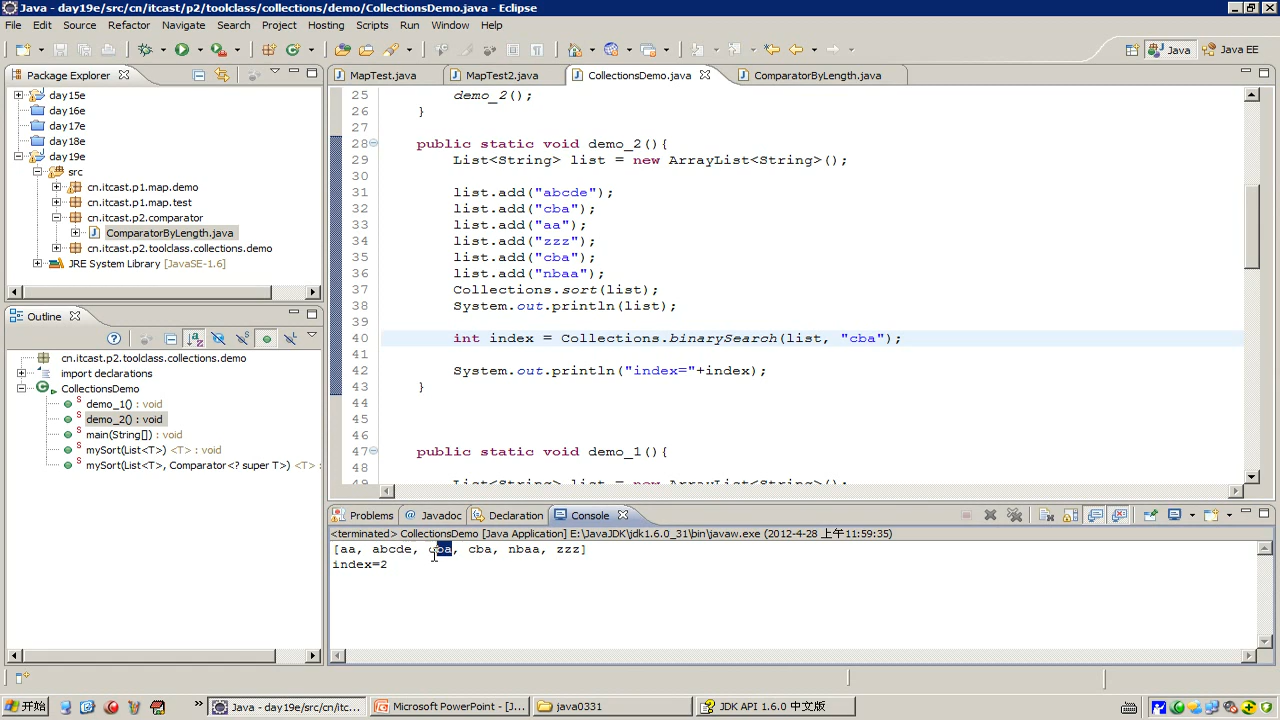 Java - day19e/src/cn/itcast/p2/toolclass/collections/demo/CollectionsDemo.java - Eclipse
File Edit Source Refactor Navigate Search Project Hosting Scripts Run Window Help
Java Java EE
Package Explorer
day15e
day16e
day17e
day18e
day19e
src
cn.itcast.p1.map.demo
cn.itcast.p1.map.test
cn.itcast.p2.comparator
ComparatorByLength.java
cn.itcast.p2.toolclass.collections.demo
JRE System Library [JavaSE-1.6]
Outline
cn.itcast.p2.toolclass.collections.demo
import declarations
CollectionsDemo
demo_1() : void
demo_2() : void
main(String[]) : void
mySort(List<T>) <T> : void
mySort(List<T>, Comparator<? super T>) <T> :
MapTest.java MapTest2.java CollectionsDemo.java ComparatorByLength.java
25 demo_2();
26 }
27
28 public static void demo_2(){
29 List<String> list = new ArrayList<String>();
30
31 list.add("abcde");
32 list.add("cba");
33 list.add("aa");
34 list.add("zzz");
35 list.add("cba");
36 list.add("nbaa");
37 Collections.sort(list);
38 System.out.println(list);
39
40 int index = Collections.binarySearch(list, "cba");
41
42 System.out.println("index="+index);
43 }
44
45
46
47 public static void demo_1(){
48
49 List<String> list = new ArrayList<String>();
Problems Javadoc Declaration Console
<terminated> CollectionsDemo [Java Application] E:\JavaJDK\jdk1.6.0_31\bin\javaw.exe (2012-4-28 上午11:59:35)
[aa, abcde, cba, cba, nbaa, zzz]
index=2
开始 Java - day19e/src/cn/itc... Microsoft PowerPoint - [J... java0331 JDK API 1.6.0 中文版